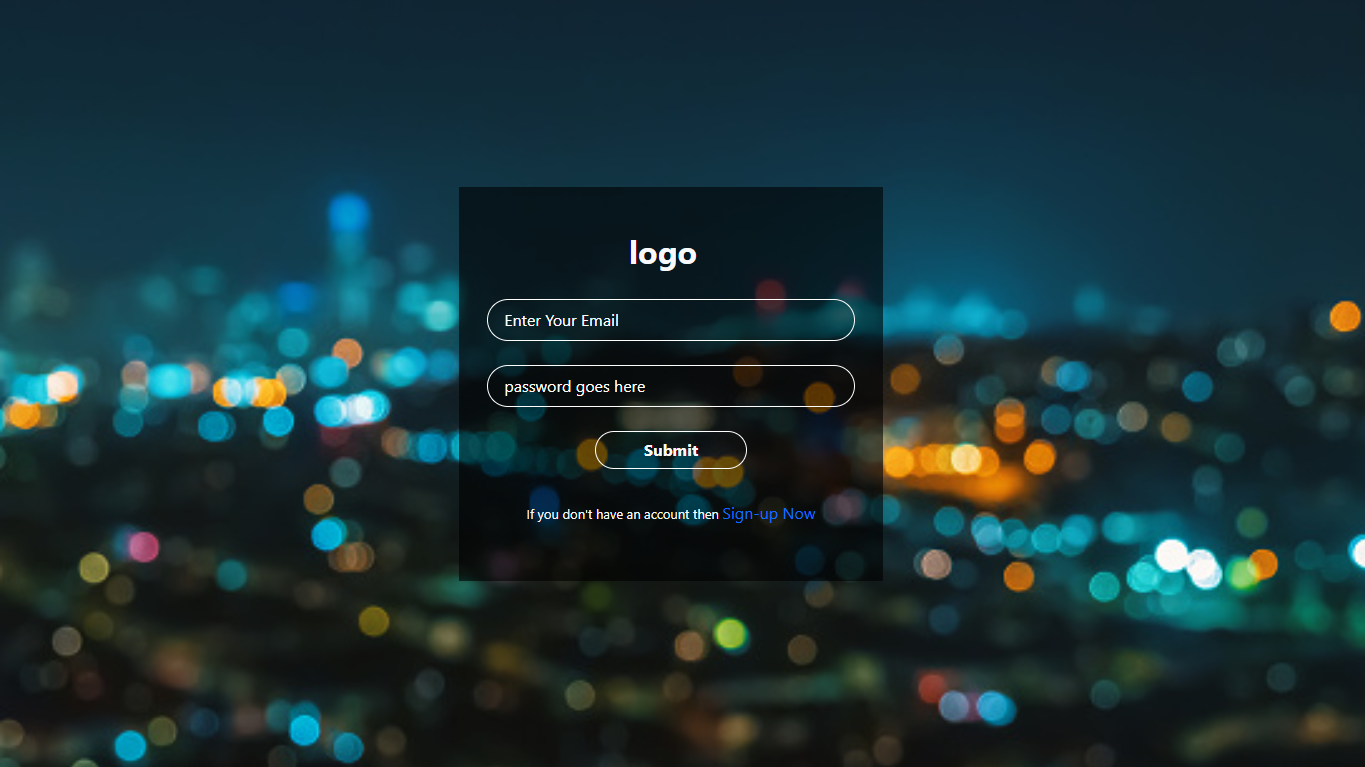 logo
Enter Your Email
password goes here
Submit
If you don't have an account then Sign-up Now